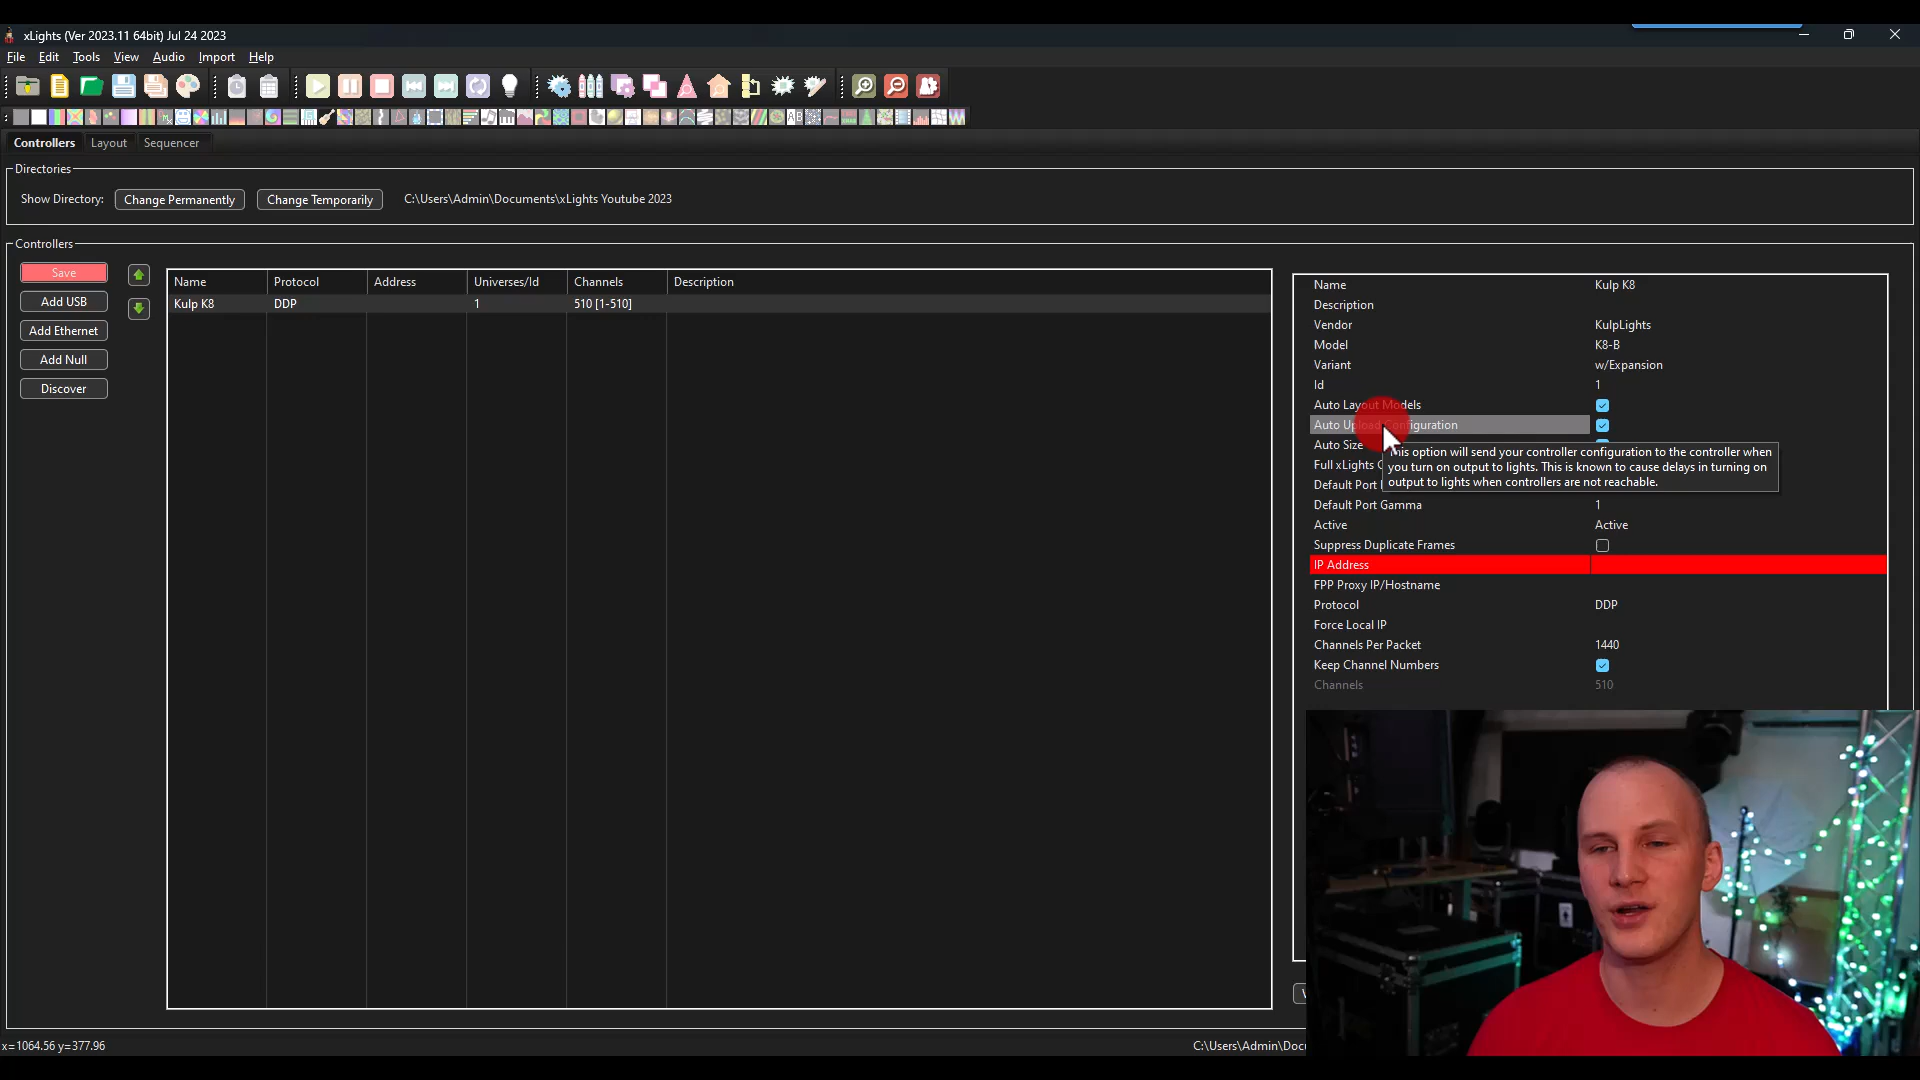 xLights (Ver 2023.11 64bit) Jul 24 2023
File Edit Tools View Audio Import Help
Controllers Layout Sequencer
Directories
Show Directory: Change Permanently Change Temporarily C:\Users\Admin\Documents\xLights Youtube 2023
Controllers
Save
Add USB
Add Ethernet
Add Null
Discover
Name Protocol Address Universes/Id Channels Description
Kulp K8 DDP 1 510 [1-510]
Name Kulp K8
Description
Vendor KulpLights
Model K8-B
Variant w/Expansion
Id 1
Auto Layout Models
Auto Upload Configuration
Auto Size
Full xLights
Default Port
This option will send your controller configuration to the controller when
you turn on output to lights. This is known to cause delays in turning on
output to lights when controllers are not reachable.
Default Port Gamma 1
Active Active
Suppress Duplicate Frames
IP Address
FPP Proxy IP/Hostname
Protocol DDP
Force Local IP
Channels Per Packet 1440
Keep Channel Numbers
Channels 510
x=1064.56 y=377.96
C:\Users\Admin\Docu